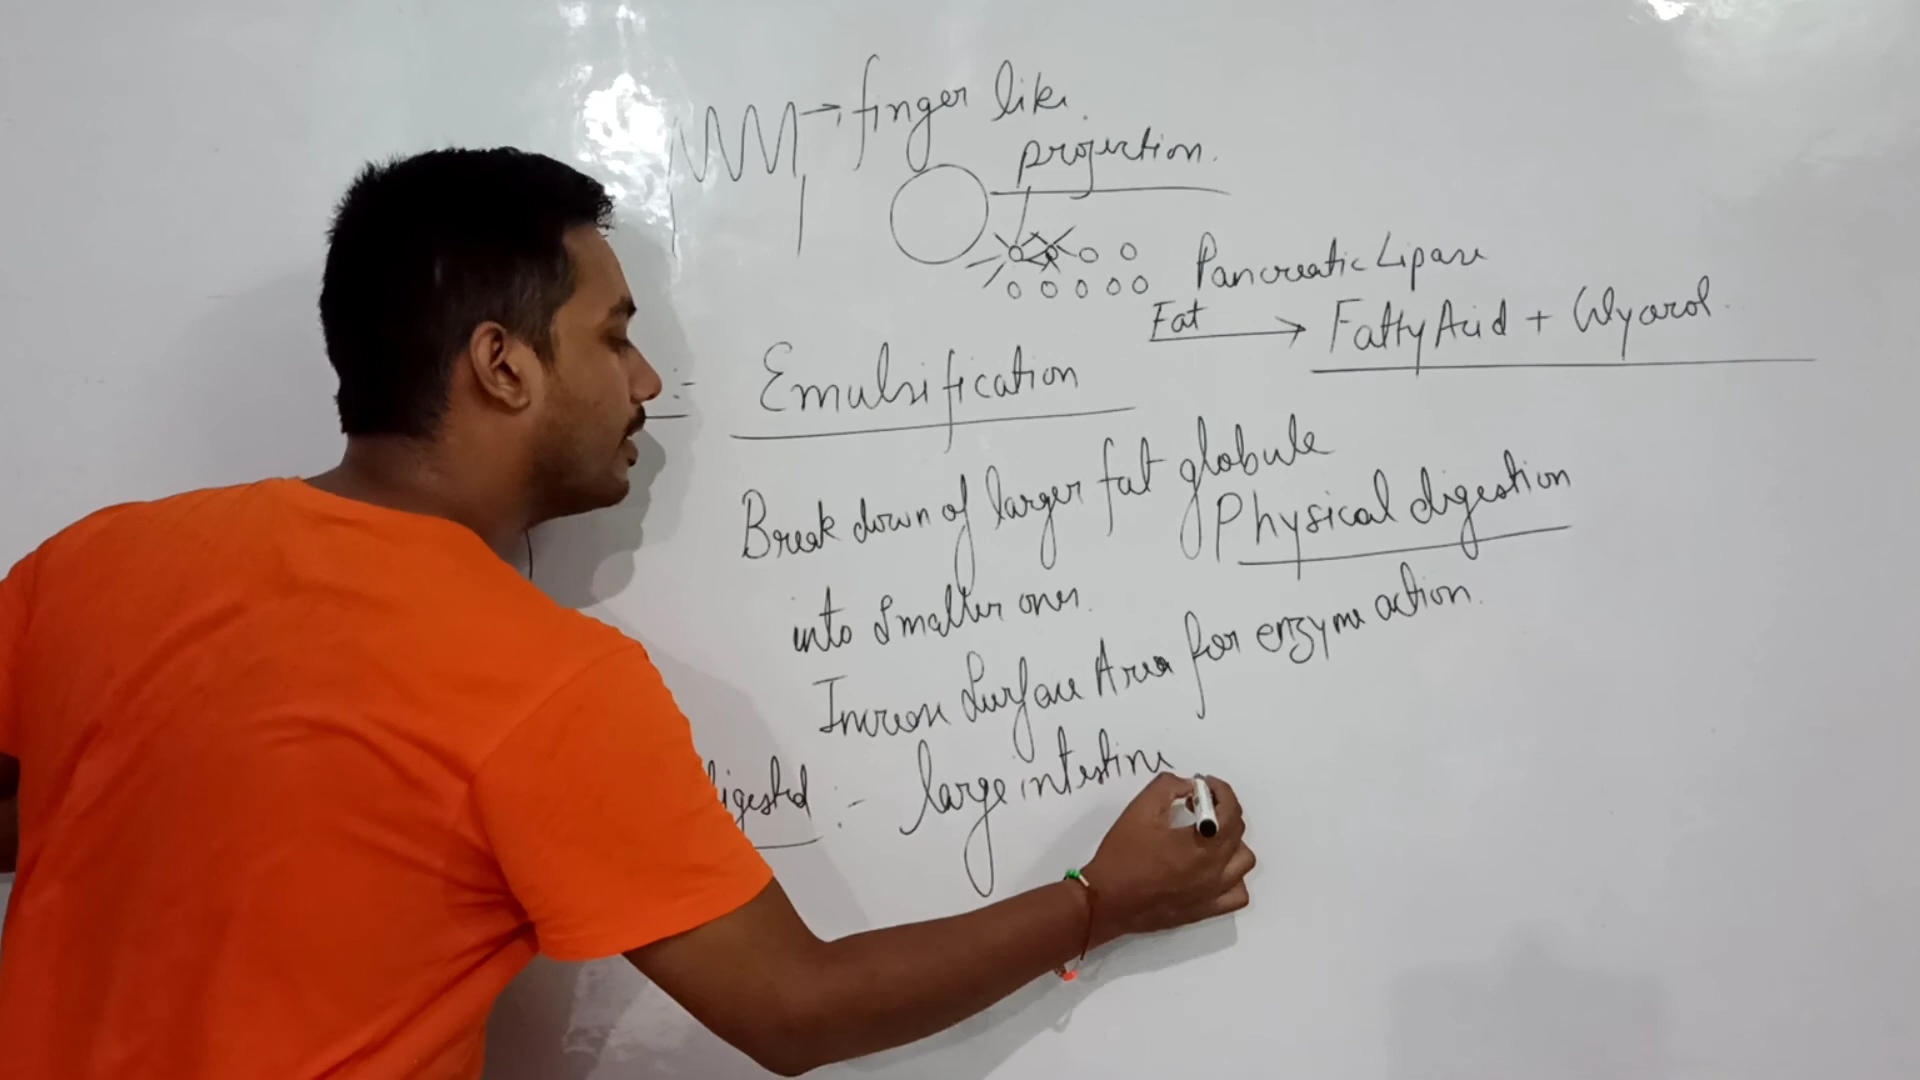 finger like
projection.
Pancreatic Lipase
Fat → Fatty Acid + Glycerol.
:- Emulsification
Break down of larger fat globule
Physical digestion
into smaller ones.
Increase Surface Area for enzyme action.
digested :- large intestine